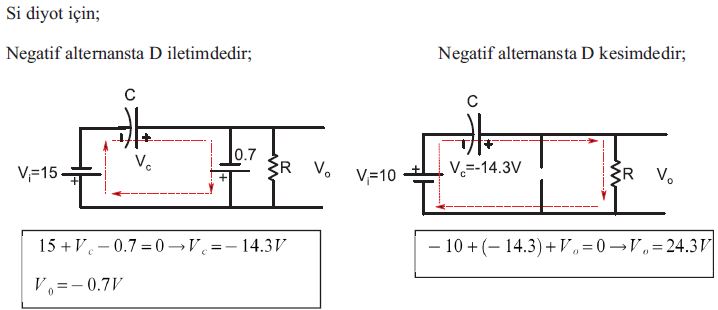 Si diyot için;
Negatif alternansta D iletimdedir;
C
Vi=15
+
+
Vc
0.7
+
R
Vo
15 + Vc − 0.7 = 0 → Vc = − 14.3V
V0 = − 0.7V
Negatif alternansta D kesimdedir;
C
Vi=10
+
+
Vc=-14.3V
R
Vo
− 10 + (− 14.3) + Vo = 0 → Vo = 24.3V